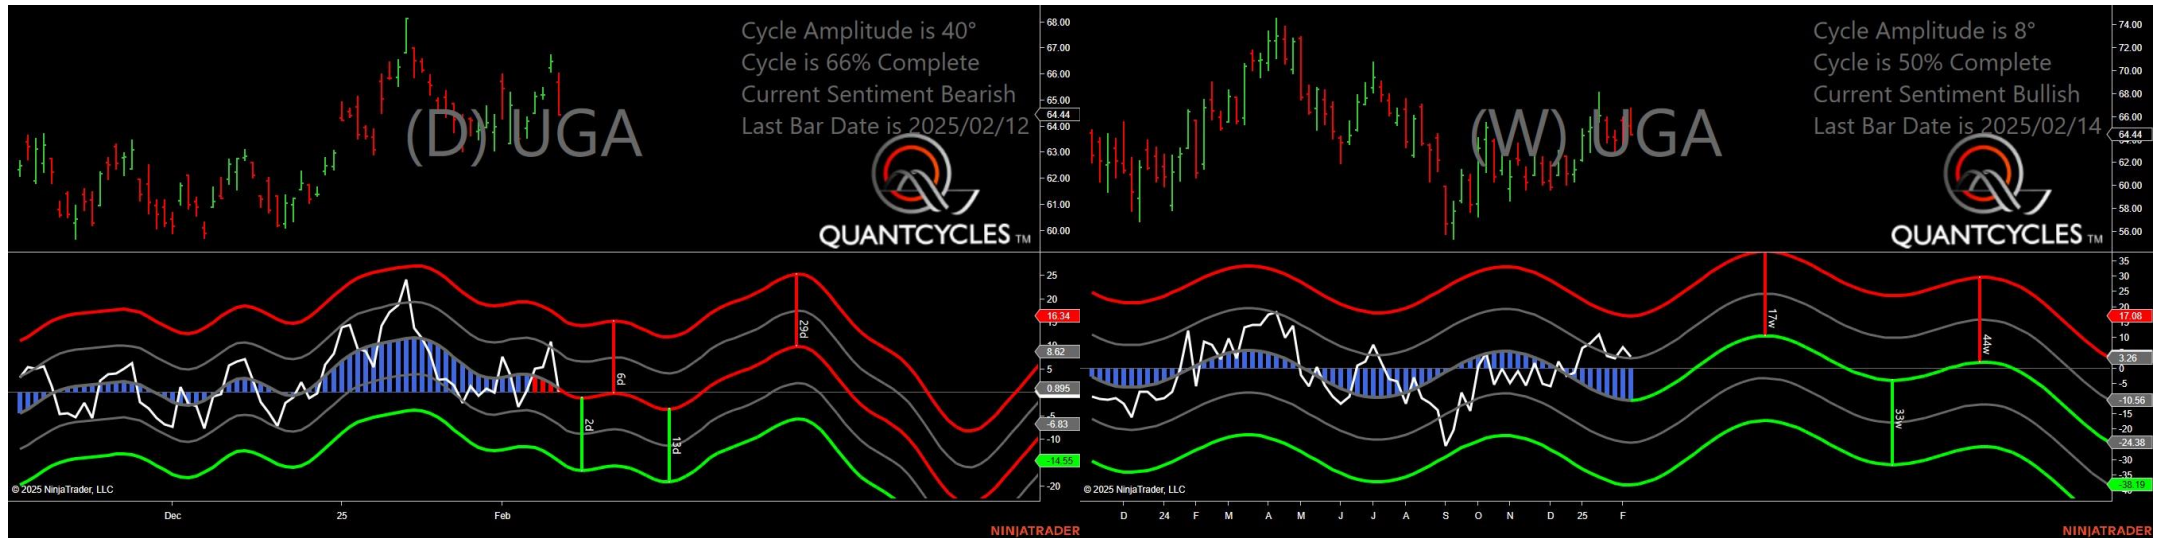 Cycle Amplitude is 40°
Cycle is 66% Complete
Current Sentiment Bearish
Last Bar Date is 2025/02/12
(D) UGA
QUANTCYCLES TM
68.00
67.00
66.00
65.00
64.44
64.00
63.00
62.00
61.00
60.00
25
20
16.34
15
8.62
5
0.895
-5
-6.83
-10
-14.55
-20
29d
6d
2d
13d
© 2025 NinjaTrader, LLC
Dec
25
Feb
NINJATRADER
Cycle Amplitude is 8°
Cycle is 50% Complete
Current Sentiment Bullish
Last Bar Date is 2025/02/14
(W) UGA
QUANTCYCLES TM
74.00
72.00
70.00
68.00
66.00
64.44
62.00
60.00
58.00
56.00
35
30
25
20
17.08
10
3.26
0
-5
-10.56
-15
-20
-24.38
-30
-35
-38.19
17w
44w
33w
© 2025 NinjaTrader, LLC
D
24
F
M
A
M
J
J
A
S
O
N
D
25
F
NINJATRADER